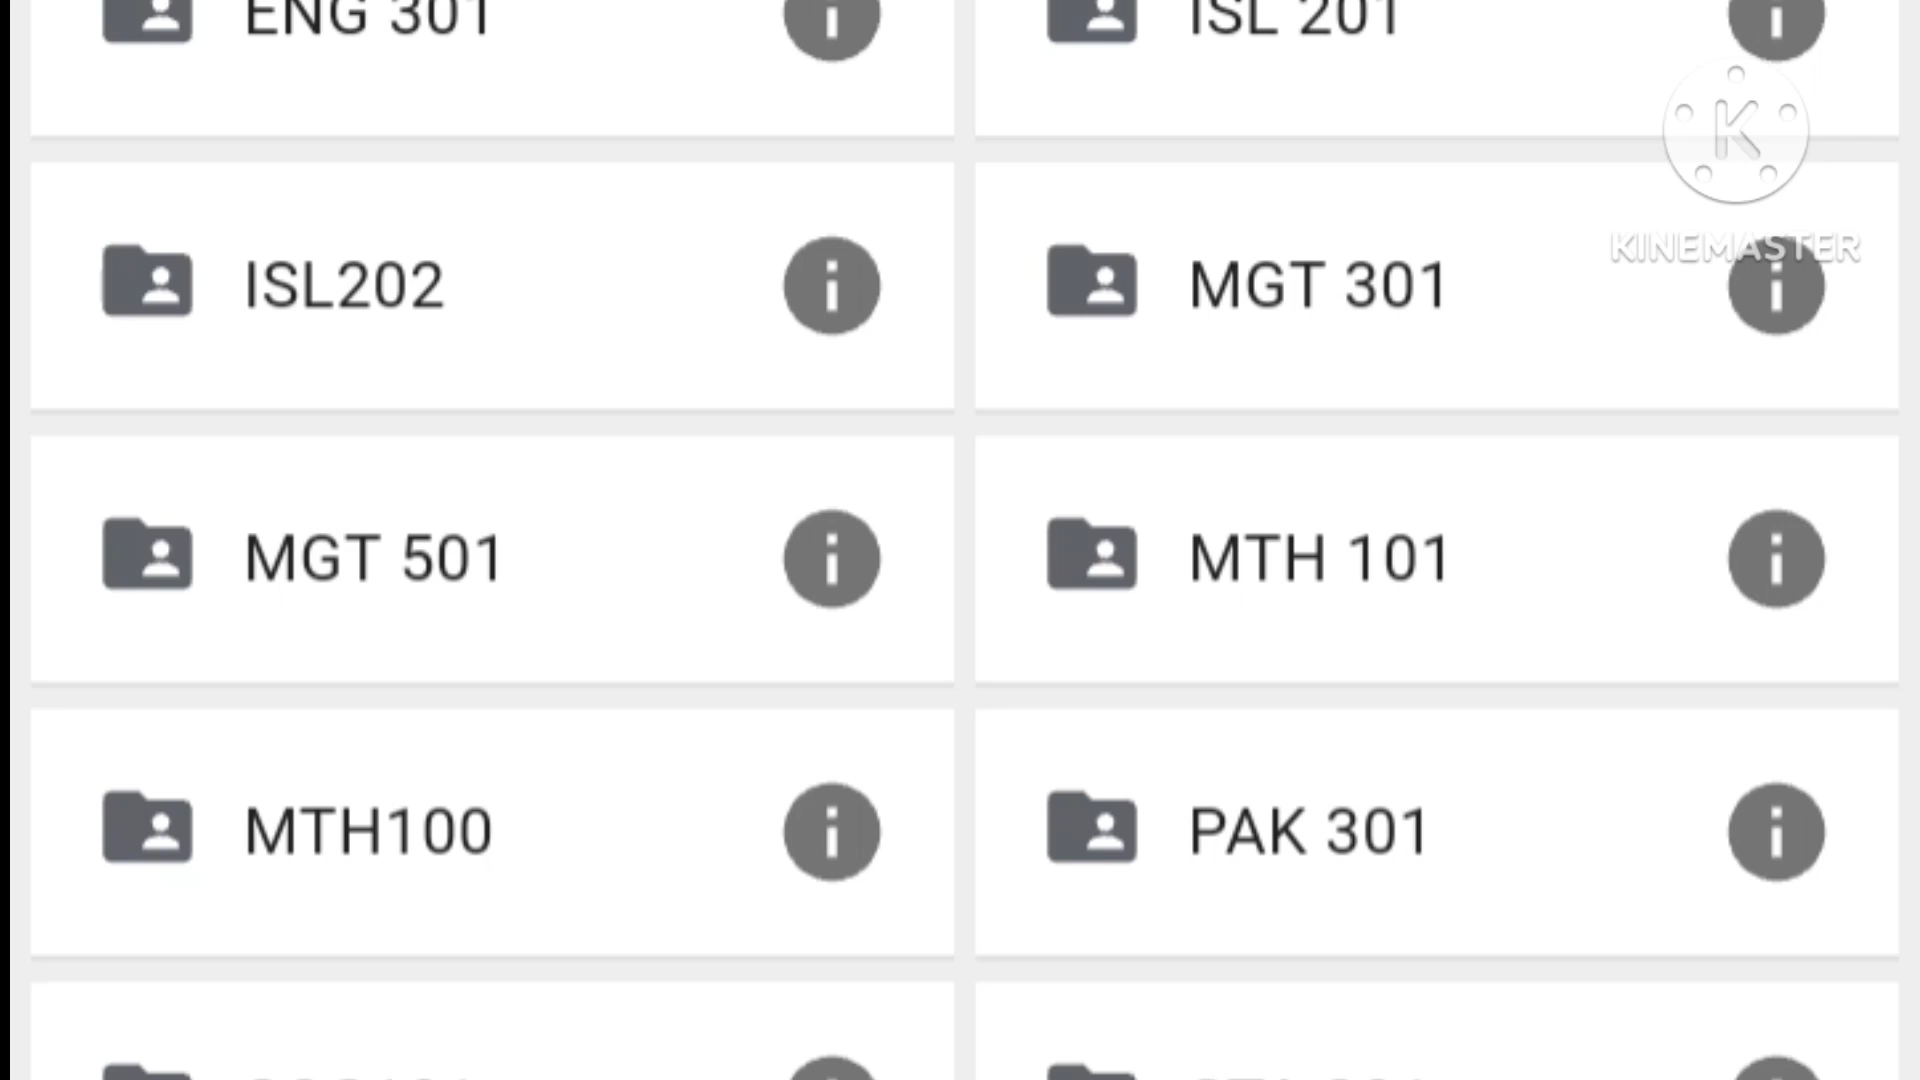 ENG 301
ISL 201
K
KINEMASTER
ISL202
MGT 301
MGT 501
MTH 101
MTH100
PAK 301